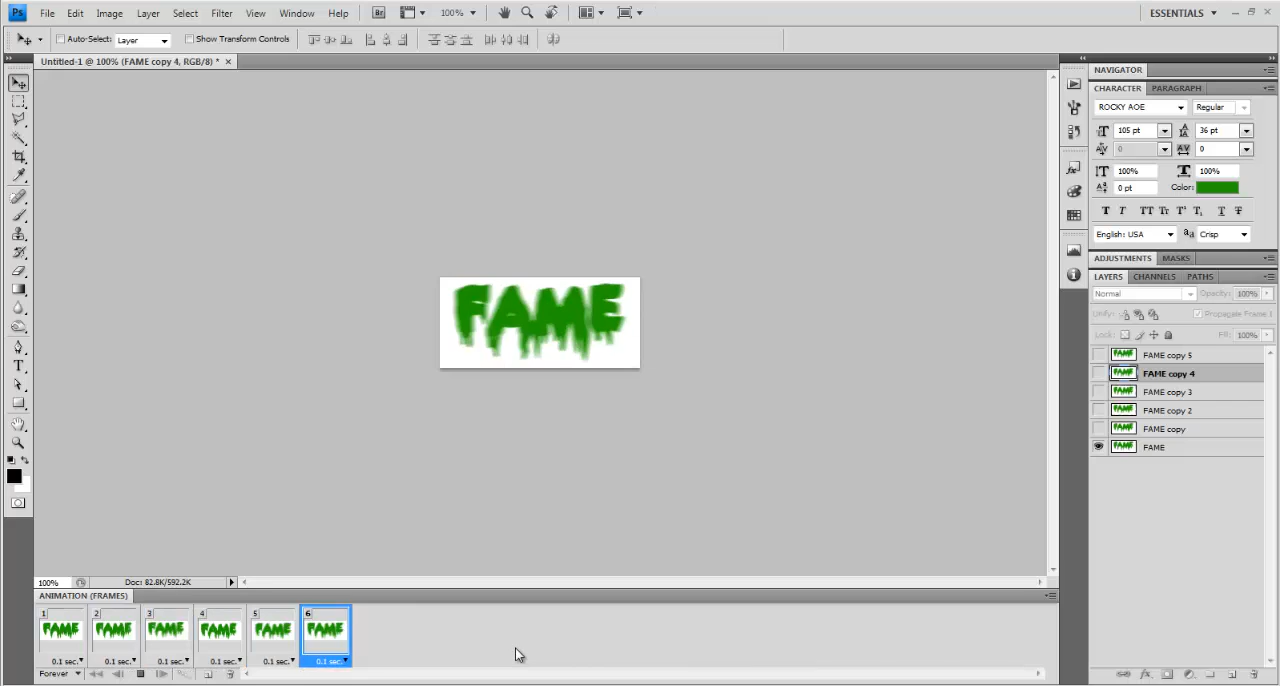 Ps File Edit Image Layer Select Filter View Window Help Br 100% ESSENTIALS
Auto-Select: Layer Show Transform Controls
Untitled-1 @ 100% (FAME copy 4, RGB/8) * x
NAVIGATOR
CHARACTER PARAGRAPH
ROCKY AOE Regular
105 pt 36 pt
0 0
100% 100%
0 pt Color:
T T TT Tr T¹ T₁ T T
English: USA aa Crisp
ADJUSTMENTS MASKS
LAYERS CHANNELS PATHS
Normal Opacity: 100%
Unify: Propagate Frame 1
Lock: Fill: 100%
FAME copy 5
FAME copy 4
FAME copy 3
FAME copy 2
FAME copy
FAME
FAME
100% Doc: 82.8K/592.2K
ANIMATION (FRAMES)
1 2 3 4 5 6
FAME FAME FAME FAME FAME FAME
0.1 sec. 0.1 sec. 0.1 sec. 0.1 sec. 0.1 sec. 0.1 sec.
Forever